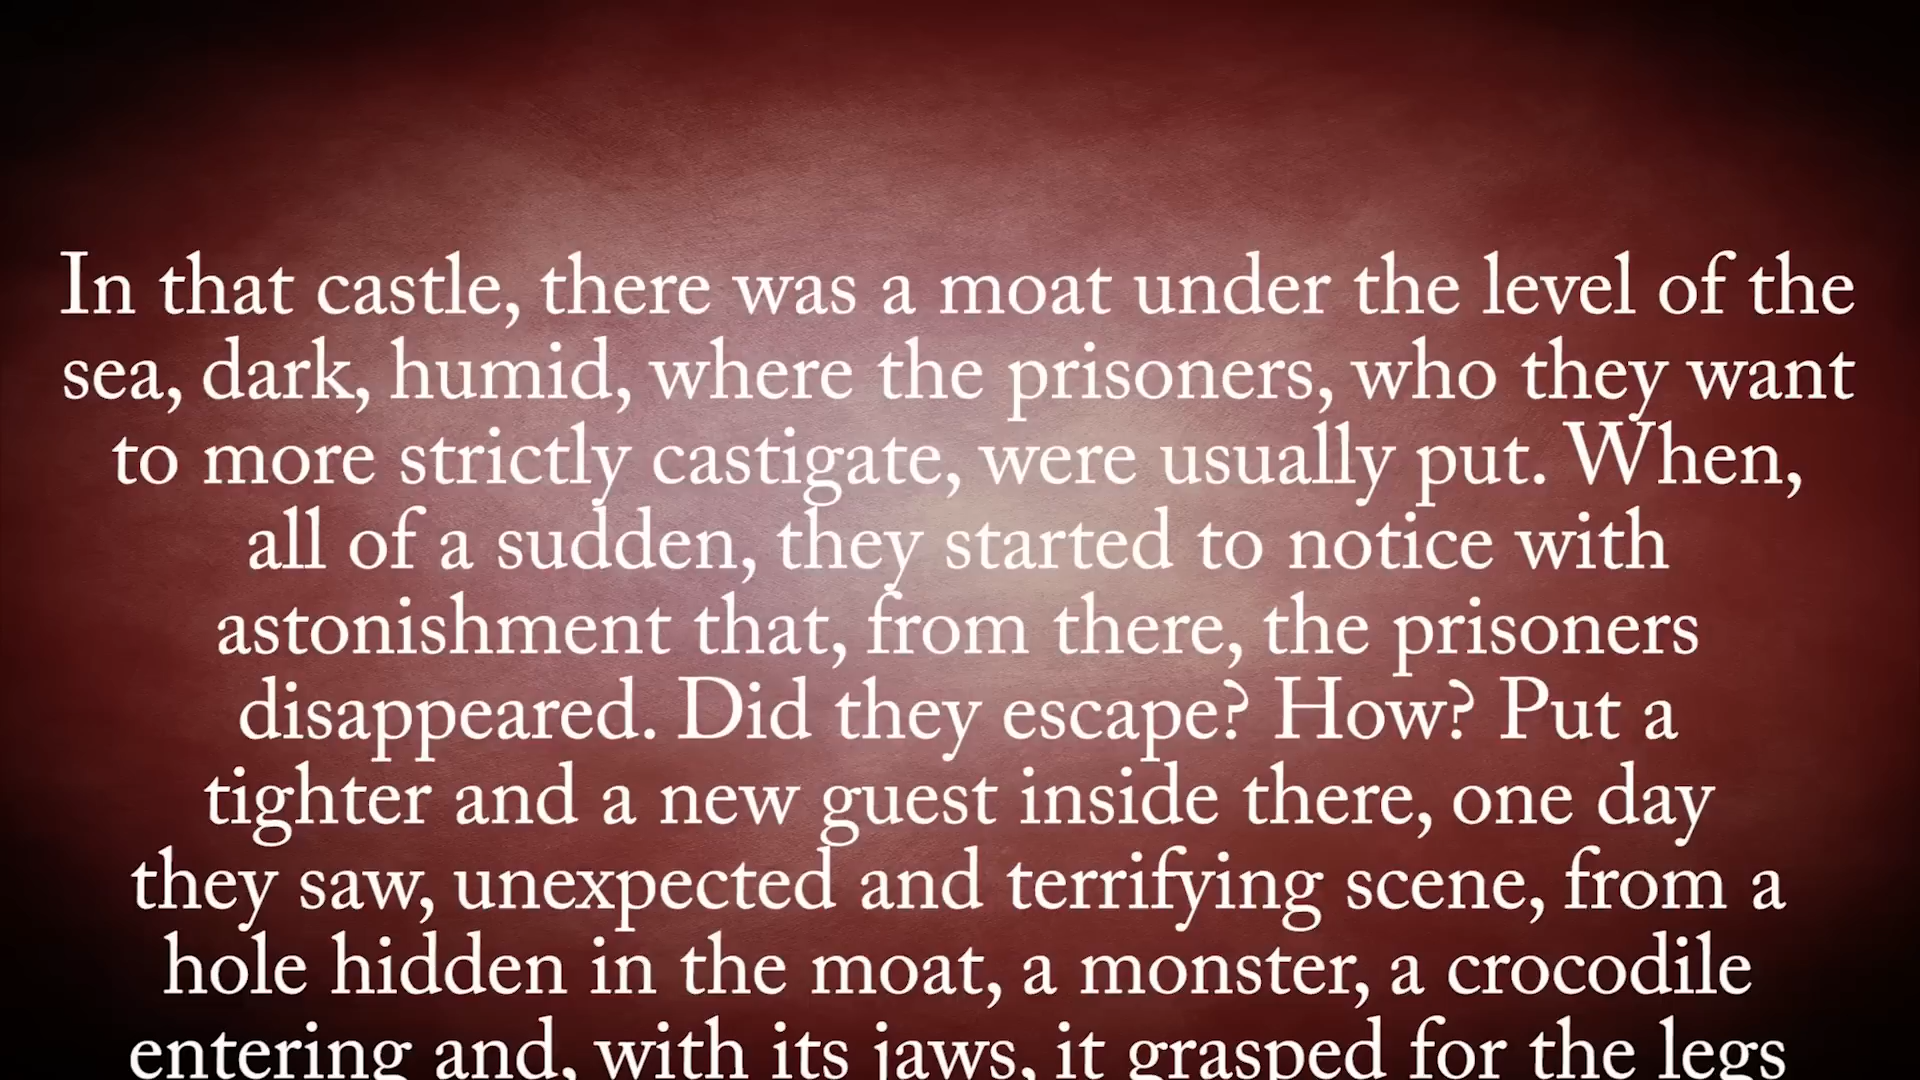 In that castle, there was a moat under the level of the
sea, dark, humid, where the prisoners, who they want
to more strictly castigate, were usually put. When,
all of a sudden, they started to notice with
astonishment that, from there, the prisoners
disappeared. Did they escape? How? Put a
tighter and a new guest inside there, one day
they saw, unexpected and terrifying scene, from a
hole hidden in the moat, a monster, a crocodile
entering and, with its jaws, it grasped for the legs